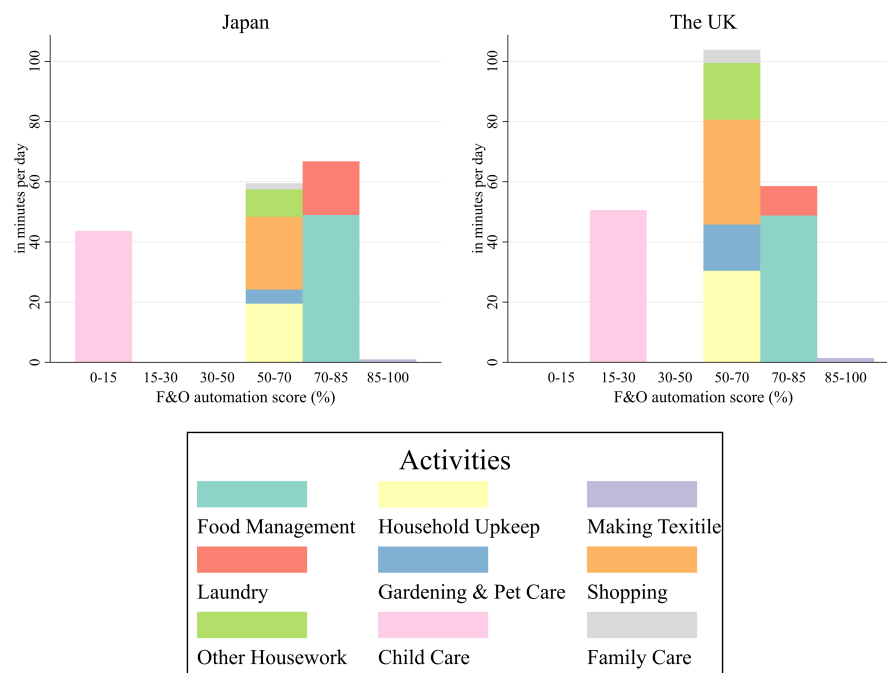 Japan
in minutes per day
0 20 40 60 80 100
0-15 15-30 30-50 50-70 70-85 85-100
F&O automation score (%)
The UK
in minutes per day
0 20 40 60 80 100
0-15 15-30 30-50 50-70 70-85 85-100
F&O automation score (%)
Activities
Food Management Household Upkeep Making Texitile
Laundry Gardening & Pet Care Shopping
Other Housework Child Care Family Care